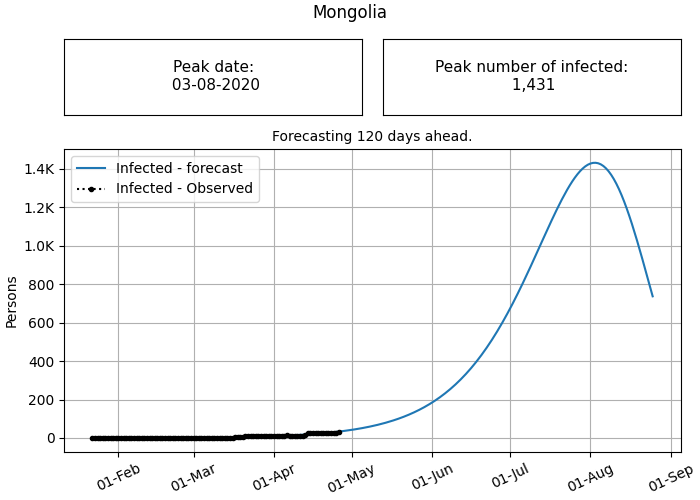 Mongolia
Peak date:
03-08-2020
Peak number of infected:
1,431
Forecasting 120 days ahead.
Infected - forecast
Infected - Observed
Persons
1.4K
1.2K
1.0K
800
600
400
200
0
01-Feb
01-Mar
01-Apr
01-May
01-Jun
01-Jul
01-Aug
01-Sep